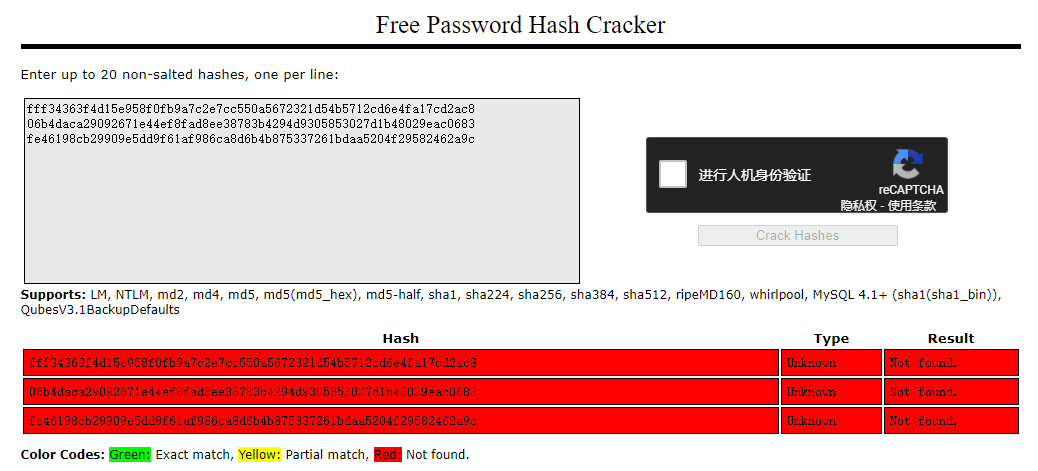 Free Password Hash Cracker
Enter up to 20 non-salted hashes, one per line:
fff34363f4d15e958f0fb9a7c2e7cc550a5672321d54b5712cd6e4fa17cd2ac8
06b4daca29092671e44ef8fad8ee38783b4294d9305853027d1b48029eac0683
fe46198cb29909e5dd9f61af986ca8d6b4b875337261bdaa5204f29582462a9c
进行人机身份验证
reCAPTCHA
隐私权 - 使用条款
Crack Hashes
Supports: LM, NTLM, md2, md4, md5, md5(md5_hex), md5-half, sha1, sha224, sha256, sha384, sha512, ripeMD160, whirlpool, MySQL 4.1+ (sha1(sha1_bin)),
QubesV3.1BackupDefaults
Hash Type Result
fff34363f4d15e958f0fb9a7c2e7cc550a5672321d54b5712cd6e4fa17cd2ac8 Unknown Not found.
06b4daca29092671e44ef8fad8ee38783b4294d9305853027d1b48029eac0683 Unknown Not found.
fe46198cb29909e5dd9f61af986ca8d6b4b875337261bdaa5204f29582462a9c Unknown Not found.
Color Codes: Green: Exact match, Yellow: Partial match, Red: Not found.